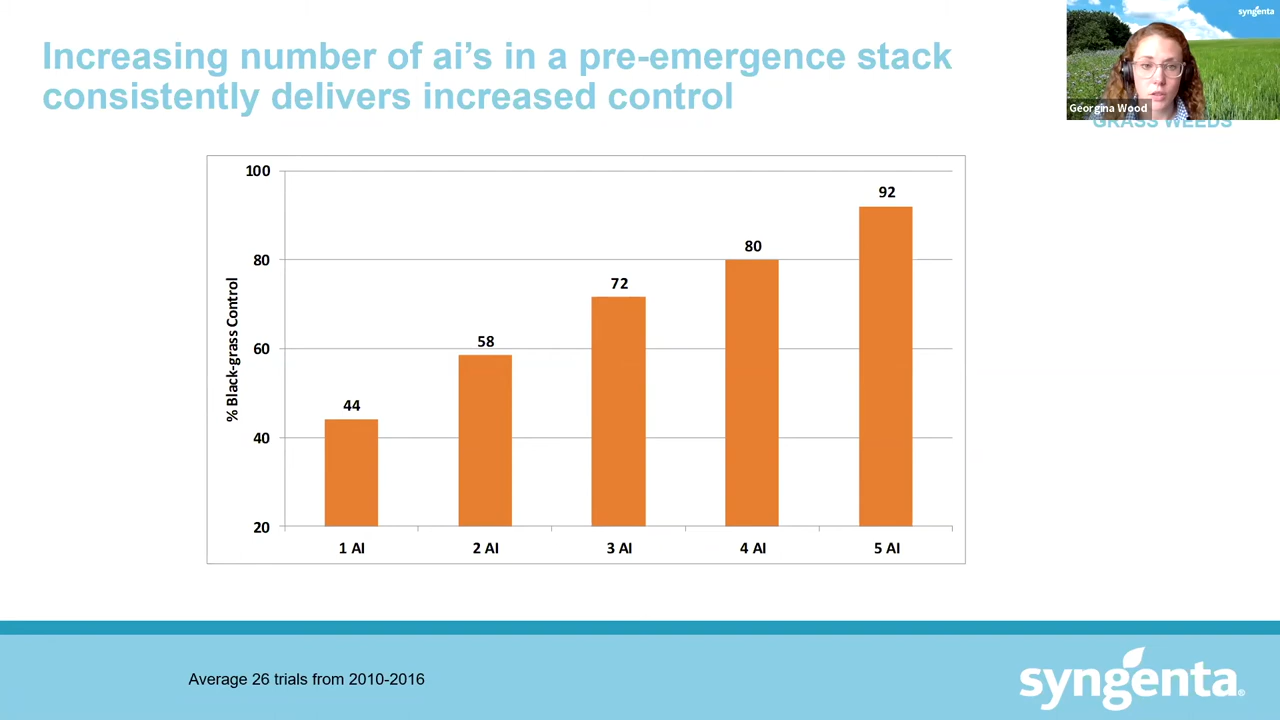 Increasing number of ai's in a pre-emergence stack
consistently delivers increased control
syngenta
Georgina Wood
GRASS WEEDS
% Black-grass Control
100
80
60
40
20
44
58
72
80
92
1 AI
2 AI
3 AI
4 AI
5 AI
Average 26 trials from 2010-2016
syngenta®